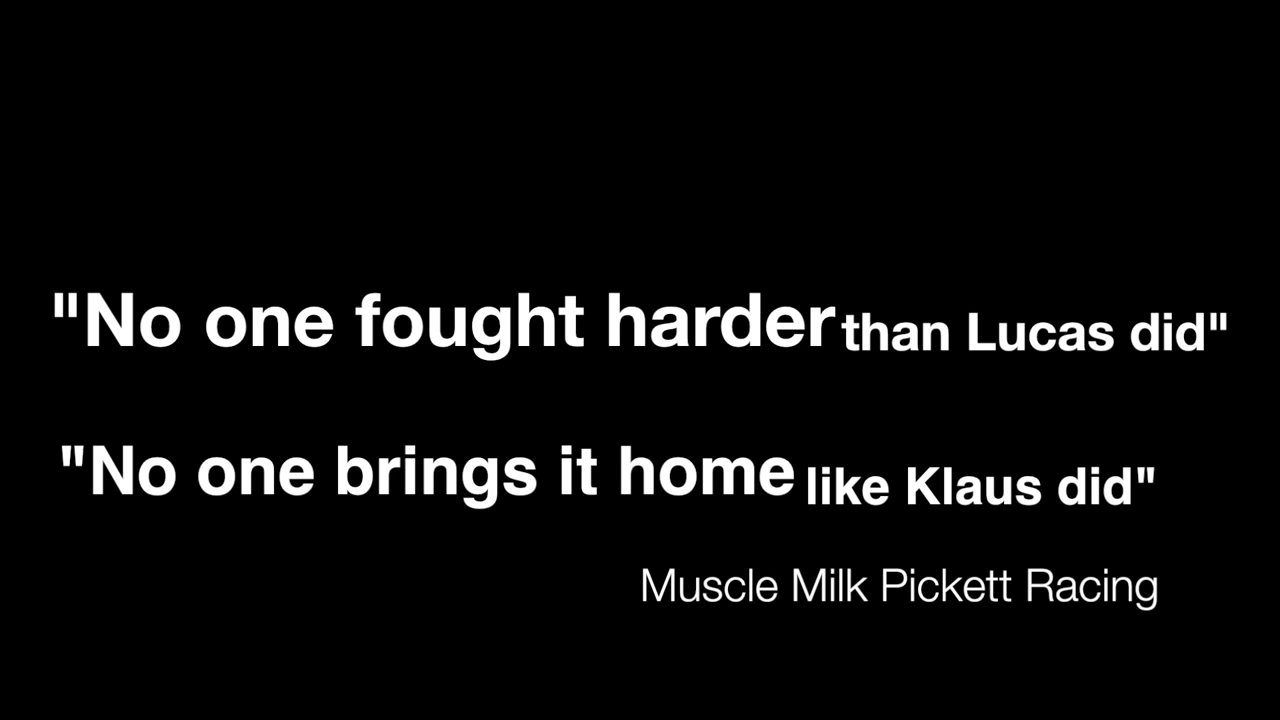 "No one fought harder than Lucas did"
"No one brings it home like Klaus did"
Muscle Milk Pickett Racing